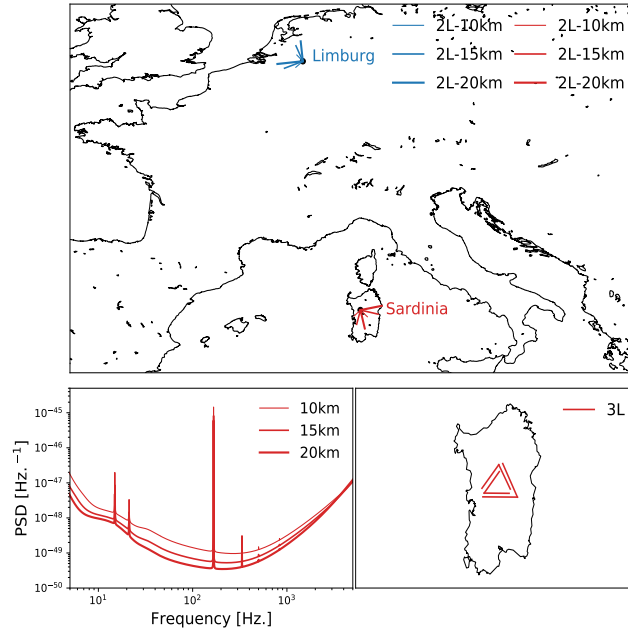 2L-10km 2L-10km
Limburg 2L-15km 2L-15km
2L-20km 2L-20km
Sardinia
PSD [Hz. ⁻¹]
10⁻⁴⁵
10⁻⁴⁶
10⁻⁴⁷
10⁻⁴⁸
10⁻⁴⁹
10⁻⁵⁰
10km
15km
20km
10¹ 10² 10³
Frequency [Hz.]
3L